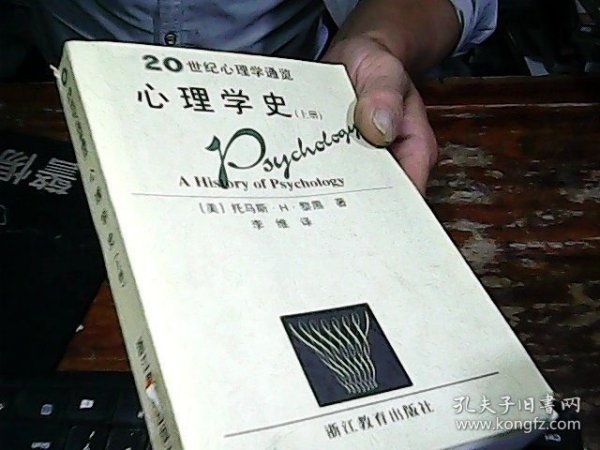 20世纪心理学通览
心理学史(上册)
Psychology
A History of Psychology
[美] 托马斯·H·黎黑 著
李维 译
浙江教育出版社
孔夫子旧书网
www.kongfz.com